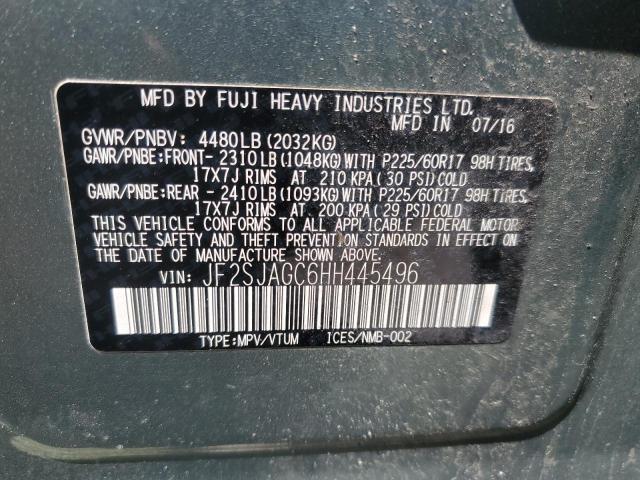 MFD BY FUJI HEAVY INDUSTRIES LTD.
MFD IN 07/16
GVWR/PNBV: 4480LB(2032KG)
GAWR/PNBE:FRONT- 2310LB(1048KG)WITH P225/60R17 98H TIRES,
17X7J RIMS AT 210 KPA(30 PSI)COLD
GAWR/PNBE:REAR - 2410LB(1093KG)WITH P225/60R17 98H TIRES,
17X7J RIMS AT 200 KPA(29 PSI)COLD
THIS VEHICLE CONFORMS TO ALL APPLICABLE FEDERAL MOTOR
VEHICLE SAFETY AND THEFT PREVENTION STANDARDS IN EFFECT
ON THE DATE OF MANUFACTURE SHOWN ABOVE.
VIN: JF2SJAGC6HH445496
TYPE:MPV/VTUM ICES/NMB-002